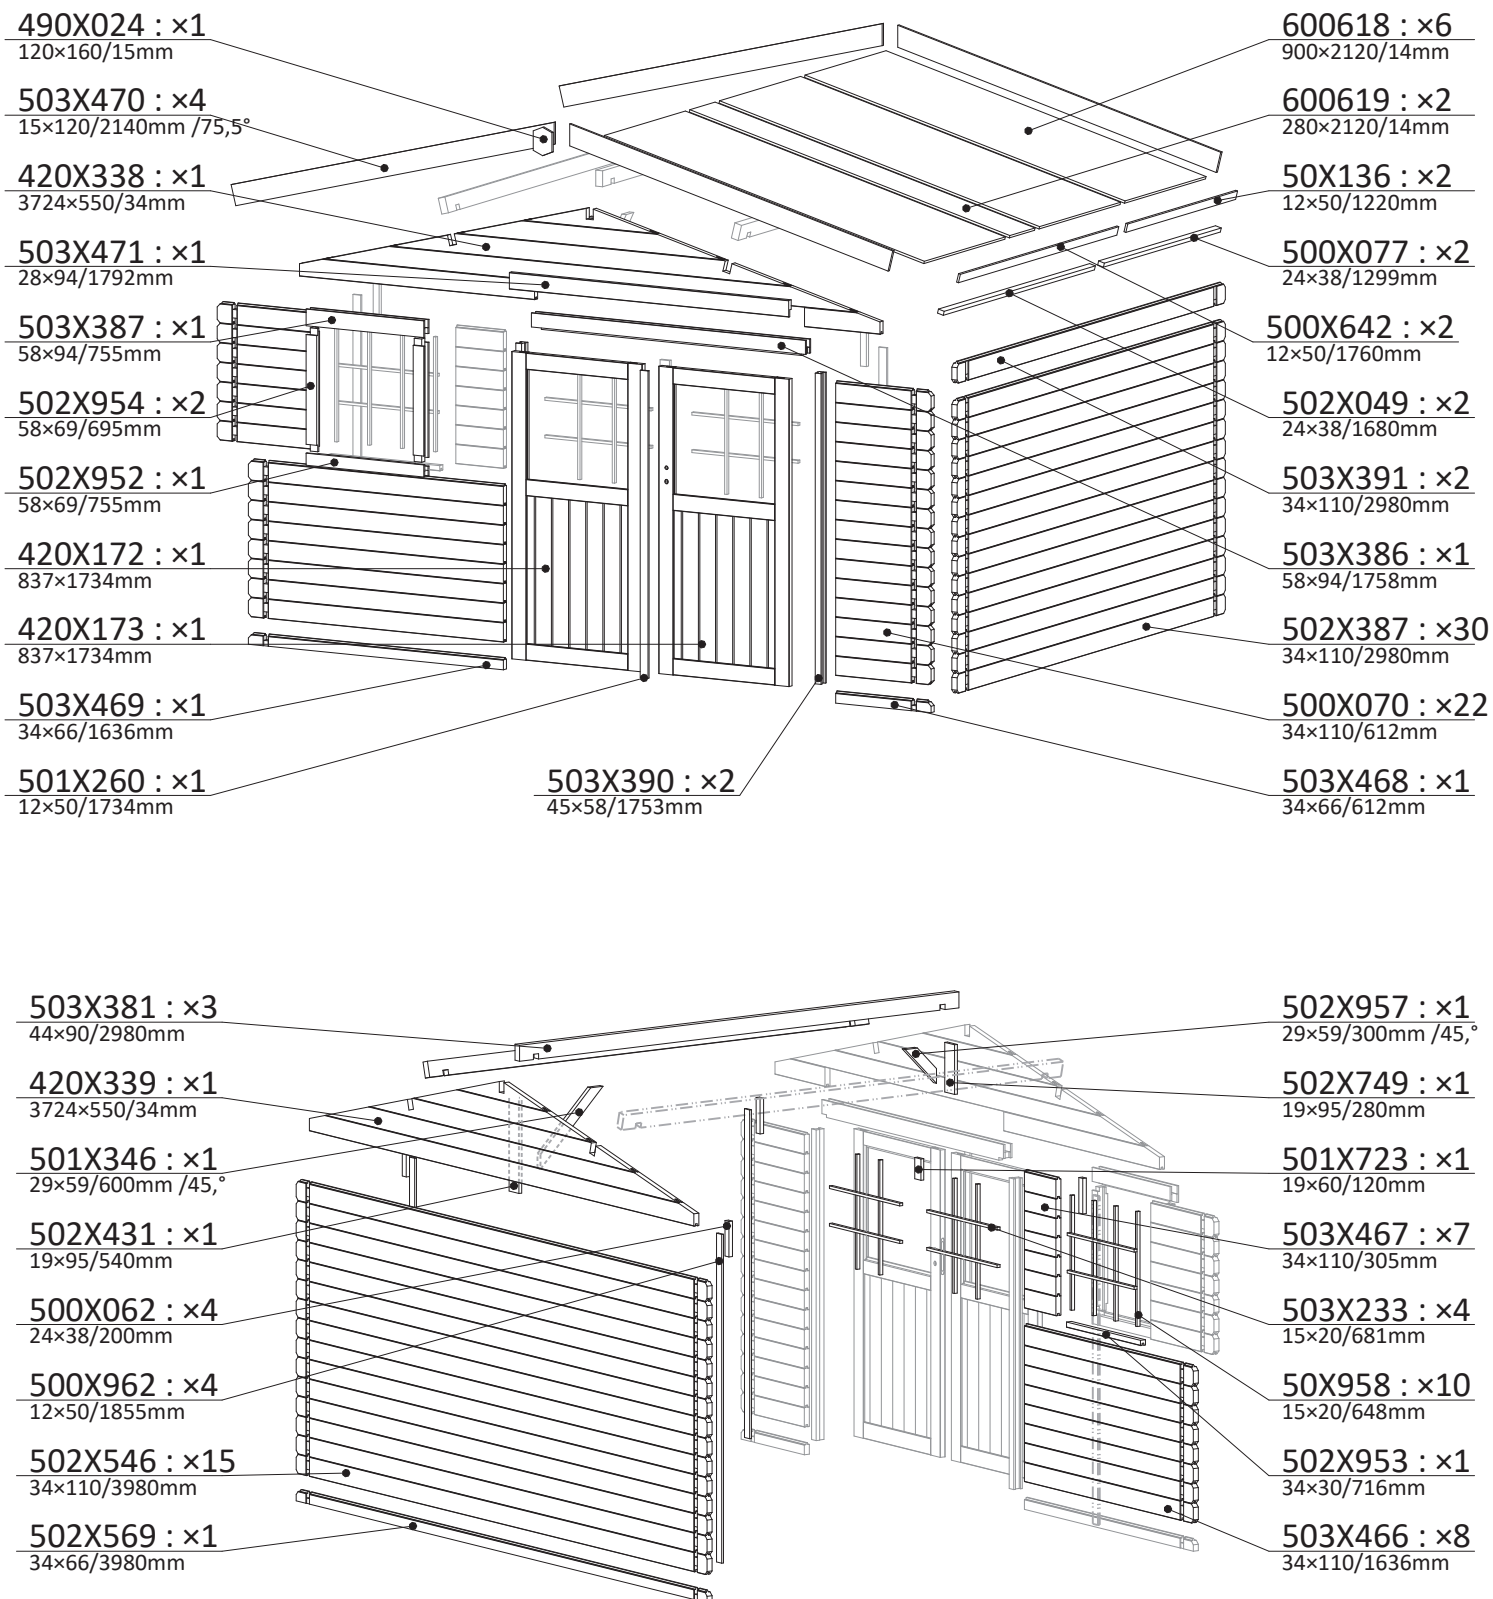 490X024 : ×1
120×160/15mm
503X470 : ×4
15×120/2140mm /75,5°
420X338 : ×1
3724×550/34mm
503X471 : ×1
28×94/1792mm
503X387 : ×1
58×94/755mm
502X954 : ×2
58×69/695mm
502X952 : ×1
58×69/755mm
420X172 : ×1
837×1734mm
420X173 : ×1
837×1734mm
503X469 : ×1
34×66/1636mm
501X260 : ×1
12×50/1734mm
503X390 : ×2
45×58/1753mm
600618 : ×6
900×2120/14mm
600619 : ×2
280×2120/14mm
50X136 : ×2
12×50/1220mm
500X077 : ×2
24×38/1299mm
500X642 : ×2
12×50/1760mm
502X049 : ×2
24×38/1680mm
503X391 : ×2
34×110/2980mm
503X386 : ×1
58×94/1758mm
502X387 : ×30
34×110/2980mm
500X070 : ×22
34×110/612mm
503X468 : ×1
34×66/612mm
503X381 : ×3
44×90/2980mm
420X339 : ×1
3724×550/34mm
501X346 : ×1
29×59/600mm /45,°
502X431 : ×1
19×95/540mm
500X062 : ×4
24×38/200mm
500X962 : ×4
12×50/1855mm
502X546 : ×15
34×110/3980mm
502X569 : ×1
34×66/3980mm
502X957 : ×1
29×59/300mm /45,°
502X749 : ×1
19×95/280mm
501X723 : ×1
19×60/120mm
503X467 : ×7
34×110/305mm
503X233 : ×4
15×20/681mm
50X958 : ×10
15×20/648mm
502X953 : ×1
34×30/716mm
503X466 : ×8
34×110/1636mm